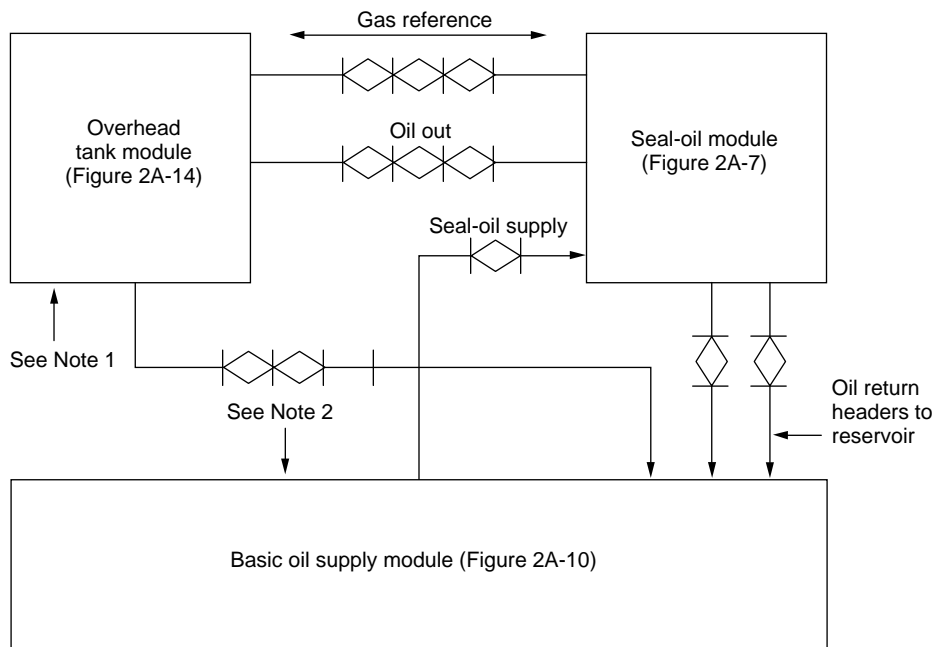 Gas reference
Overhead
tank module
(Figure 2A-14)
Oil out
Seal-oil module
(Figure 2A-7)
Seal-oil supply
See Note 1
See Note 2
Oil return
headers to
reservoir
Basic oil supply module (Figure 2A-10)